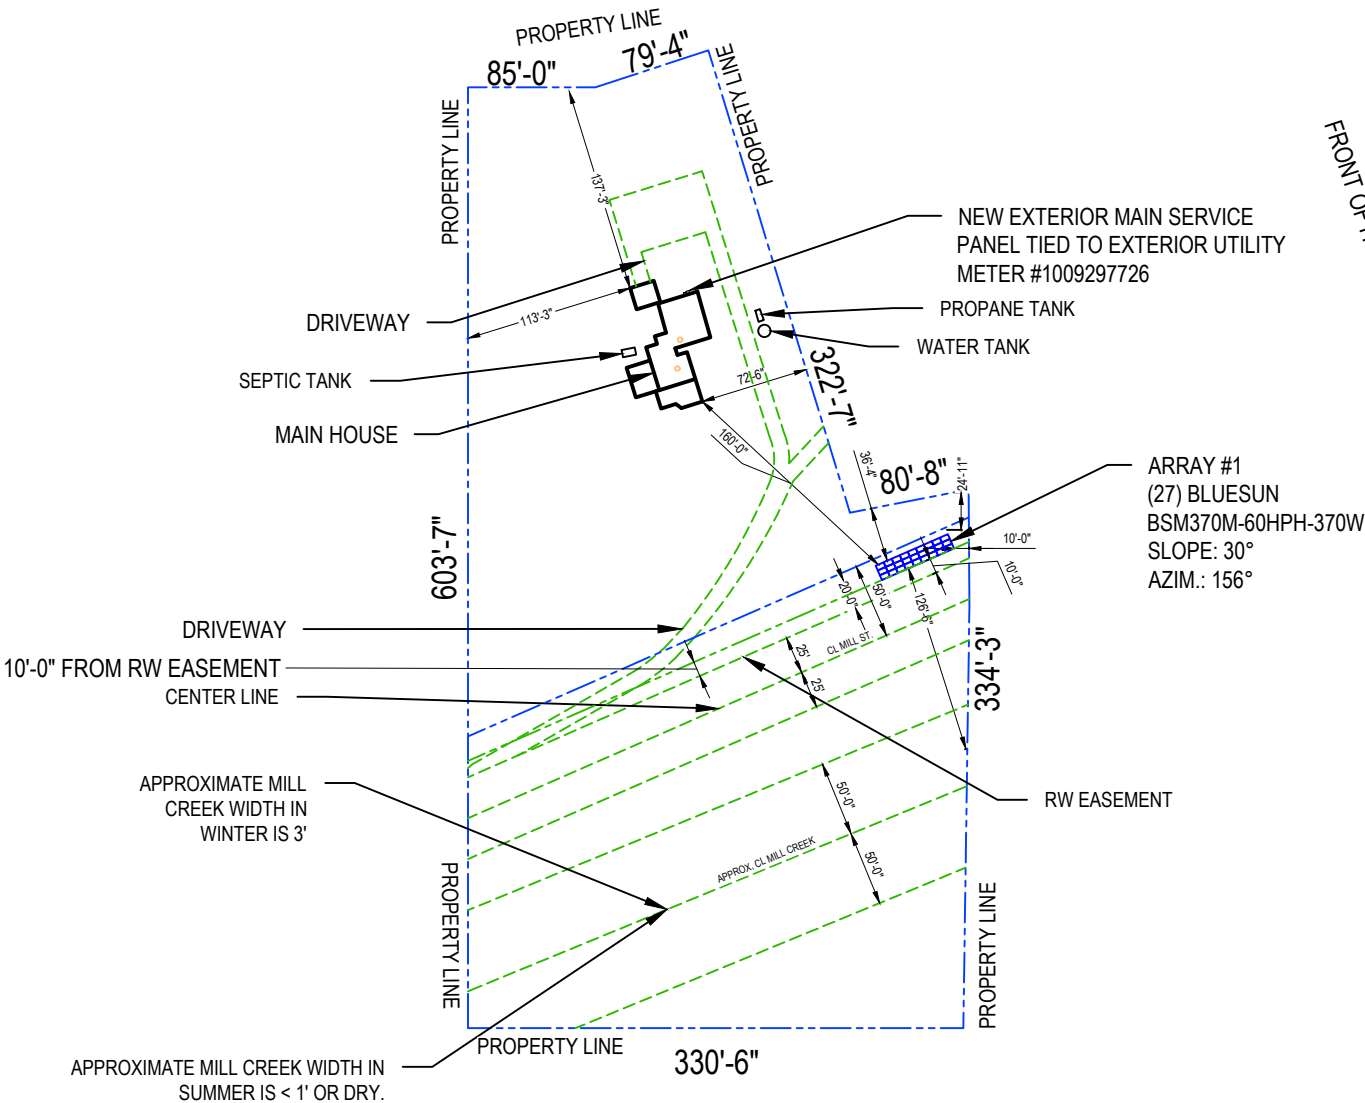 PROPERTY LINE
79'-4"
85'-0"
PROPERTY LINE
PROPERTY LINE
137'-3"
NEW EXTERIOR MAIN SERVICE
PANEL TIED TO EXTERIOR UTILITY
METER #1009297726
PROPANE TANK
WATER TANK
DRIVEWAY
113'-3"
SEPTIC TANK
MAIN HOUSE
72'-6"
322'-7"
160'-0"
36'-4"
80'-8"
24'-11"
ARRAY #1
(27) BLUESUN
BSM370M-60HPH-370W
SLOPE: 30°
AZIM.: 156°
10'-0"
10'-0"
603'-7"
20'-0"
50'-0"
126'-6"
CL MILL ST.
25'
25'
334'-3"
DRIVEWAY
10'-0" FROM RW EASEMENT
CENTER LINE
RW EASEMENT
APPROXIMATE MILL
CREEK WIDTH IN
WINTER IS 3'
50'-0"
50'-0"
APPROX. CL MILL CREEK
PROPERTY LINE
PROPERTY LINE
PROPERTY LINE
330'-6"
APPROXIMATE MILL CREEK WIDTH IN
SUMMER IS < 1' OR DRY.
FRONT OF